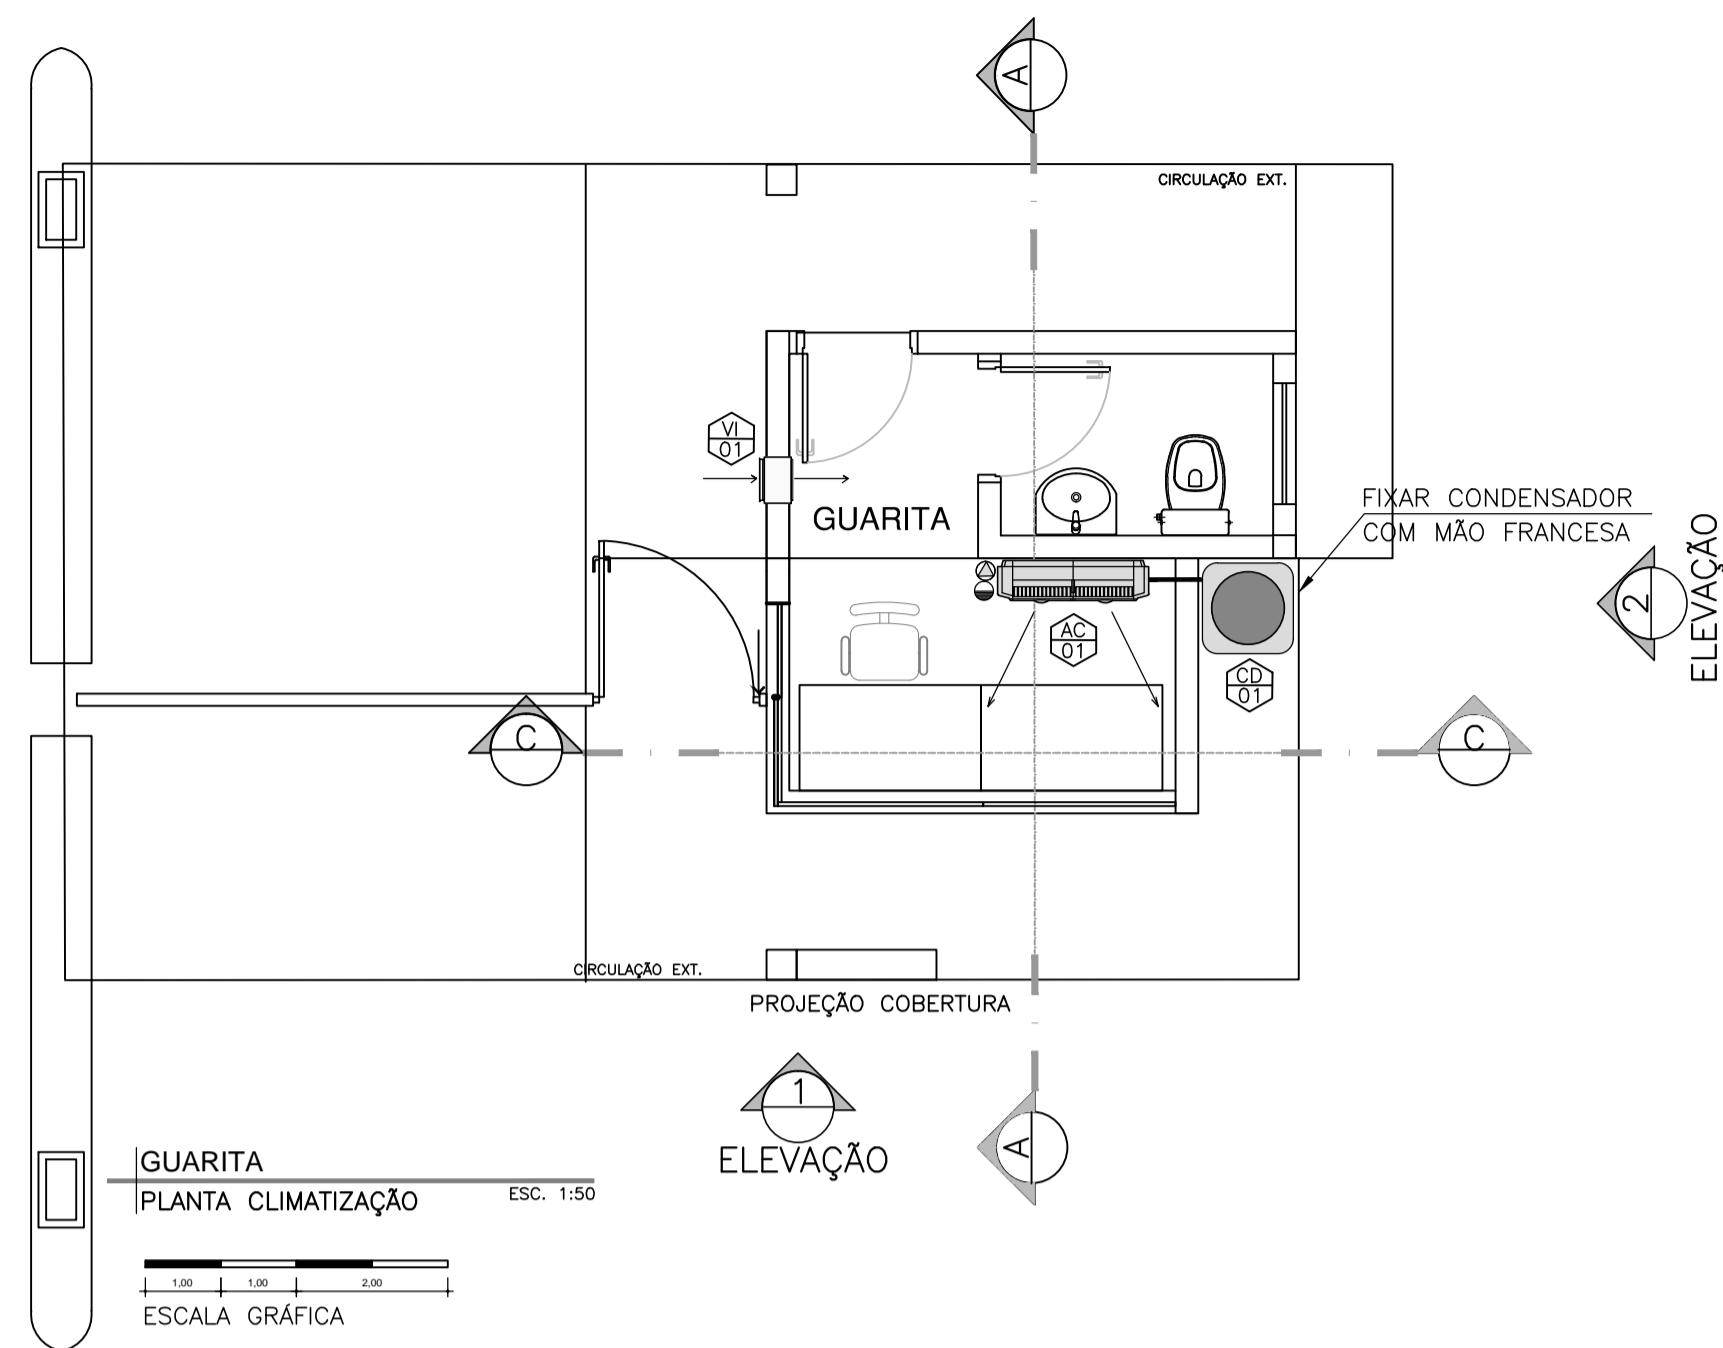 A
CIRCULAÇÃO EXT.
VI
01
GUARITA
FIXAR CONDENSADOR
COM MÃO FRANCESA
2
ELEVAÇÃO
AC
01
CD
01
C
C
CIRCULAÇÃO EXT.
PROJEÇÃO COBERTURA
1
ELEVAÇÃO
A
GUARITA
PLANTA CLIMATIZAÇÃO
ESC. 1:50
1,00
1,00
2,00
ESCALA GRÁFICA